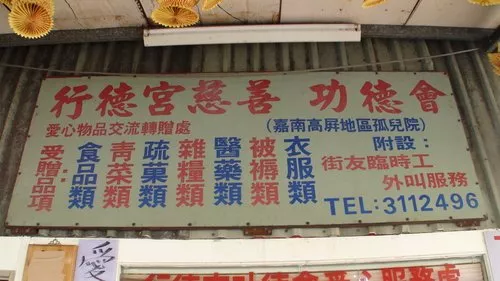 行德宮慈善 功德會
愛心物品交流轉贈處
(嘉南高屏地區孤兒院)
受贈品項:
食品類
青菜類
疏菓類
雜糧類
醫藥類
被褥類
衣服類
附設:
街友臨時工
外叫服務
TEL:3112496
愛